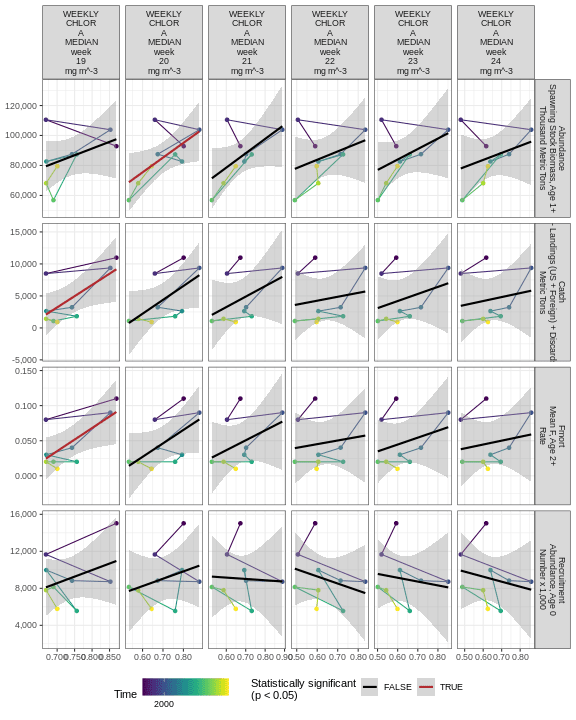 WEEKLY
CHLOR
A
MEDIAN
week
19
mg m^-3
WEEKLY
CHLOR
A
MEDIAN
week
20
mg m^-3
WEEKLY
CHLOR
A
MEDIAN
week
21
mg m^-3
WEEKLY
CHLOR
A
MEDIAN
week
22
mg m^-3
WEEKLY
CHLOR
A
MEDIAN
week
23
mg m^-3
WEEKLY
CHLOR
A
MEDIAN
week
24
mg m^-3
120,000
100,000
80,000
60,000
Abundance
Spawning Stock Biomass, Age 1+
Thousand Metric Tons
15,000
10,000
5,000
0
-5,000
Catch
- Landings (US + Foreign) + Discard
Metric Tons
0.150
0.100
0.050
0.000
Fmort
Mean F, Age 2+
Rate
16,000
12,000
8,000
4,000
Recruitment
Abundance, Age 0
Number x 1,000
0.700 0.750 0.800 0.850
0.60 0.70 0.80
0.60 0.70 0.80 0.90
0.50 0.60 0.70 0.80
0.50 0.60 0.70 0.80
0.50 0.60 0.70 0.80
Time
2000
Statistically significant
(p < 0.05)
FALSE
TRUE